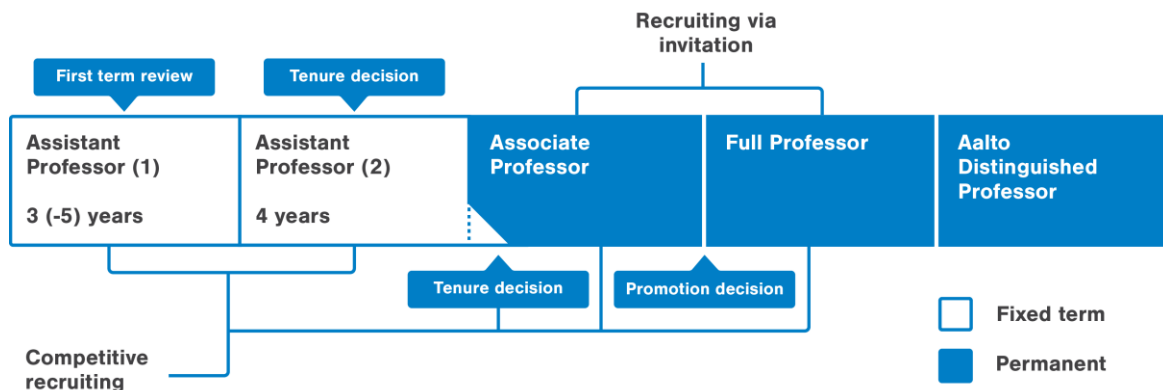 Recruiting via
invitation
First term review
Tenure decision
Assistant
Professor (1)
3 (-5) years
Assistant
Professor (2)
4 years
Associate
Professor
Full Professor
Aalto
Distinguished
Professor
Tenure decision
Promotion decision
Fixed term
Permanent
Competitive
recruiting